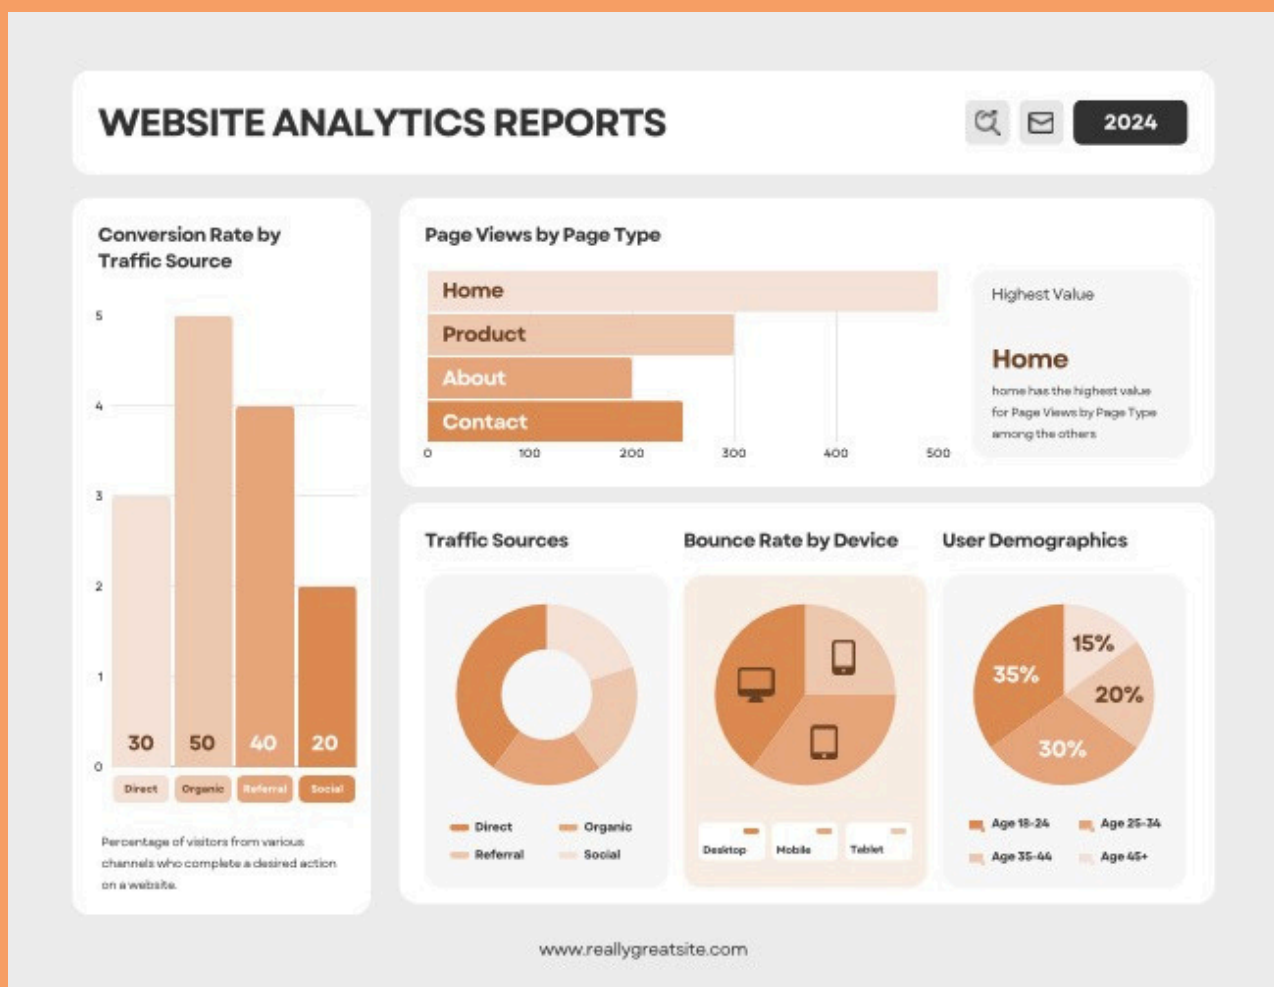 WEBSITE ANALYTICS REPORTS
2024
Conversion Rate by
Traffic Source
5
4
3
2
1
0
30 50 40 20
Direct Organic Referral Social
Percentage of visitors from various
channels who complete a desired action
on a website.
Page Views by Page Type
Home
Product
About
Contact
0 100 200 300 400 500
Highest Value
Home
home has the highest value
for Page Views by Page Type
among the others
Traffic Sources
Direct Organic
Referral Social
Bounce Rate by Device
Desktop Mobile Tablet
User Demographics
15%
35%
20%
30%
Age 18-24 Age 25-34
Age 35-44 Age 45+
www.reallygreatsite.com